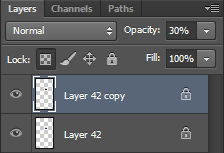 Layers Channels Paths
Normal Opacity: 30%
Lock: Fill: 100%
Layer 42 copy
Layer 42